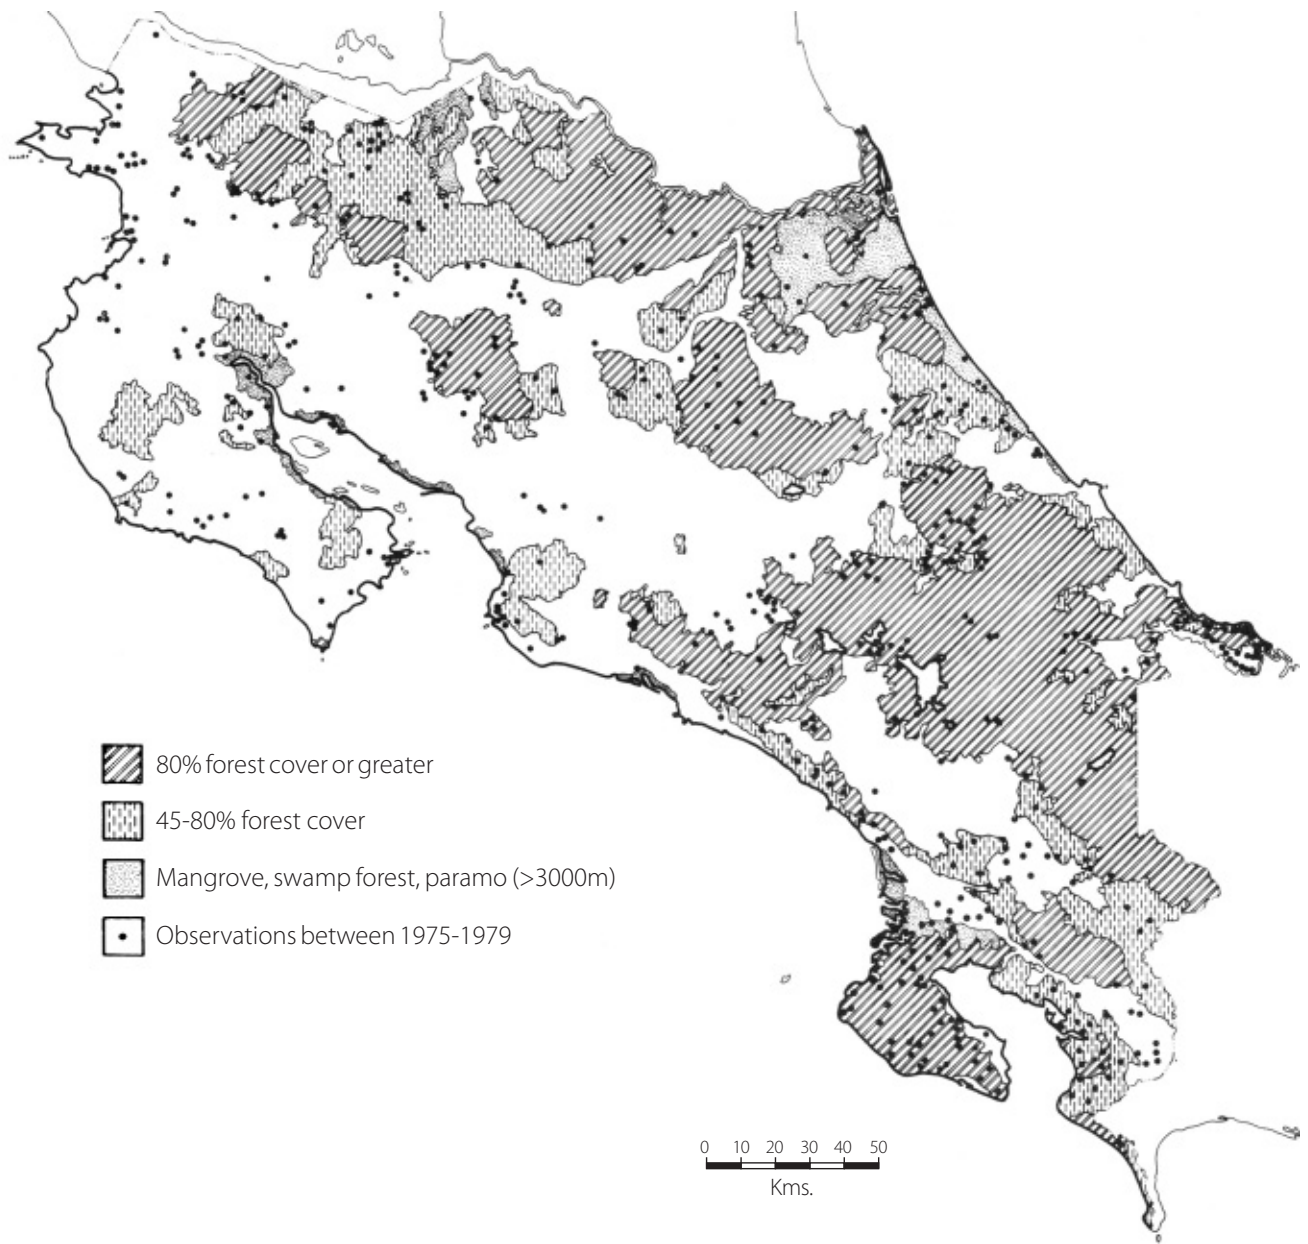 80% forest cover or greater
45-80% forest cover
Mangrove, swamp forest, paramo (>3000m)
Observations between 1975-1979
0 10 20 30 40 50
Kms.